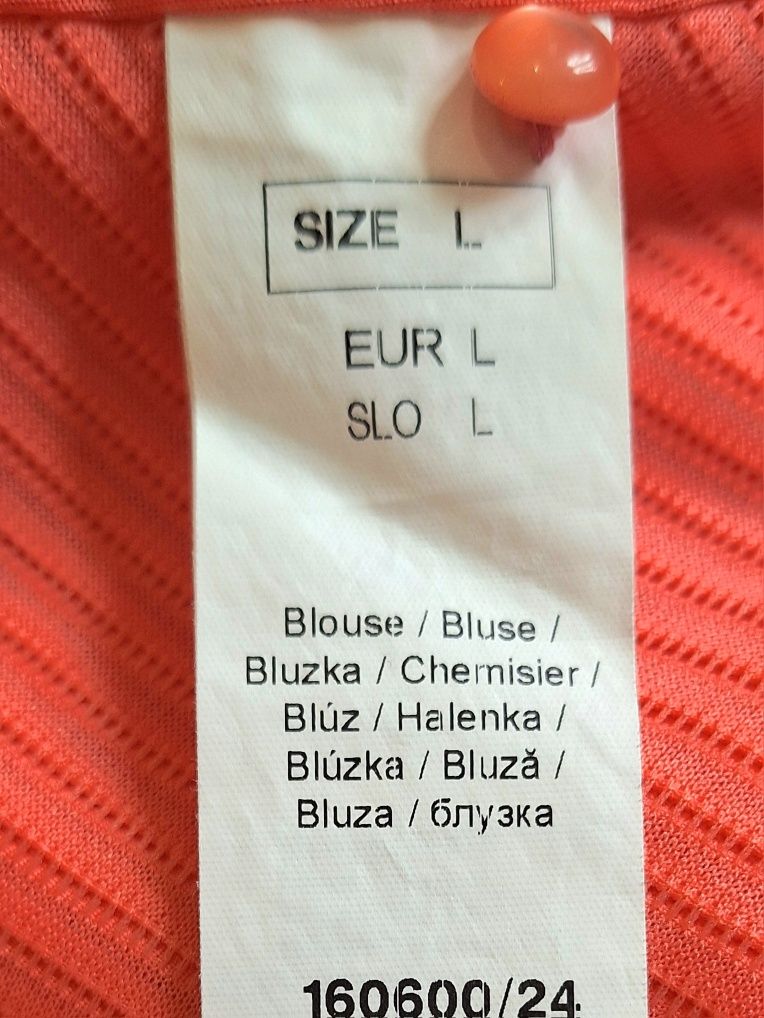 SIZE L
EUR L
SLO L
Blouse / Bluse /
Bluzka / Chemisier /
Blúz / Halenka /
Blúzka / Bluză /
Bluza / блузка
160600/24